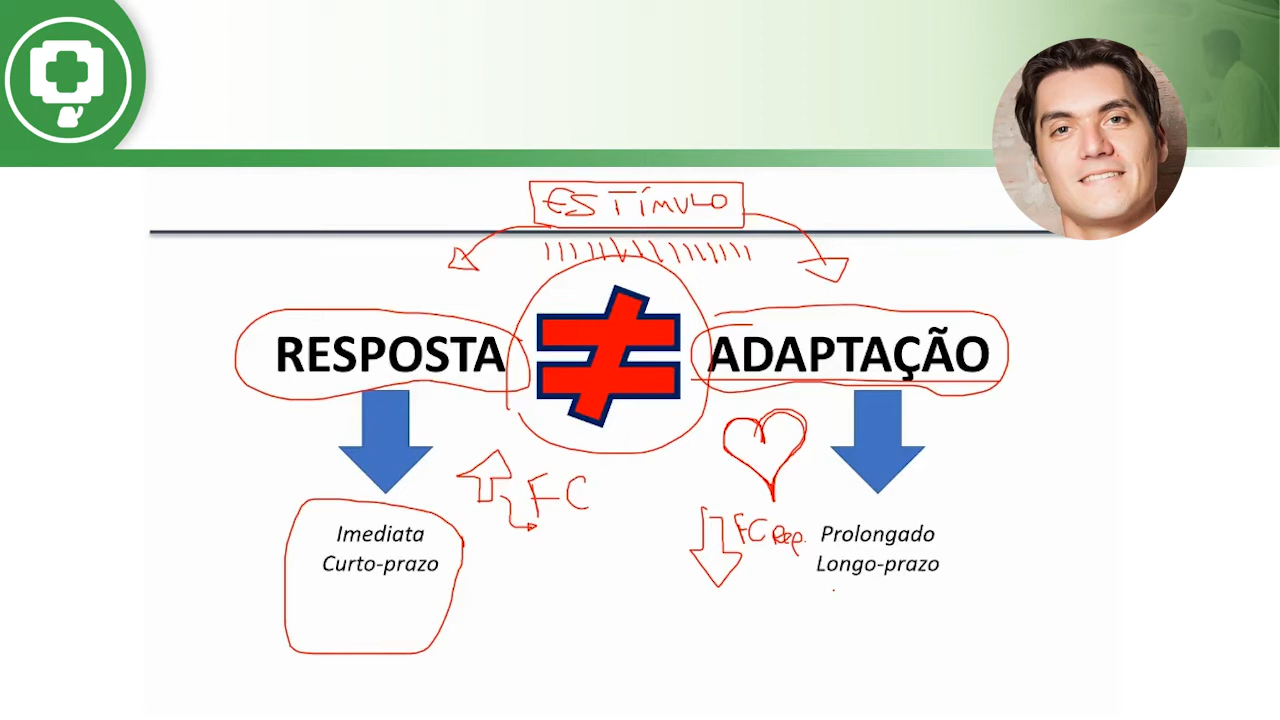 ESTÍMULO
RESPOSTA ≠ ADAPTAÇÃO
FC
FC Rep.
Imediata
Curto-prazo
Prolongado
Longo-prazo